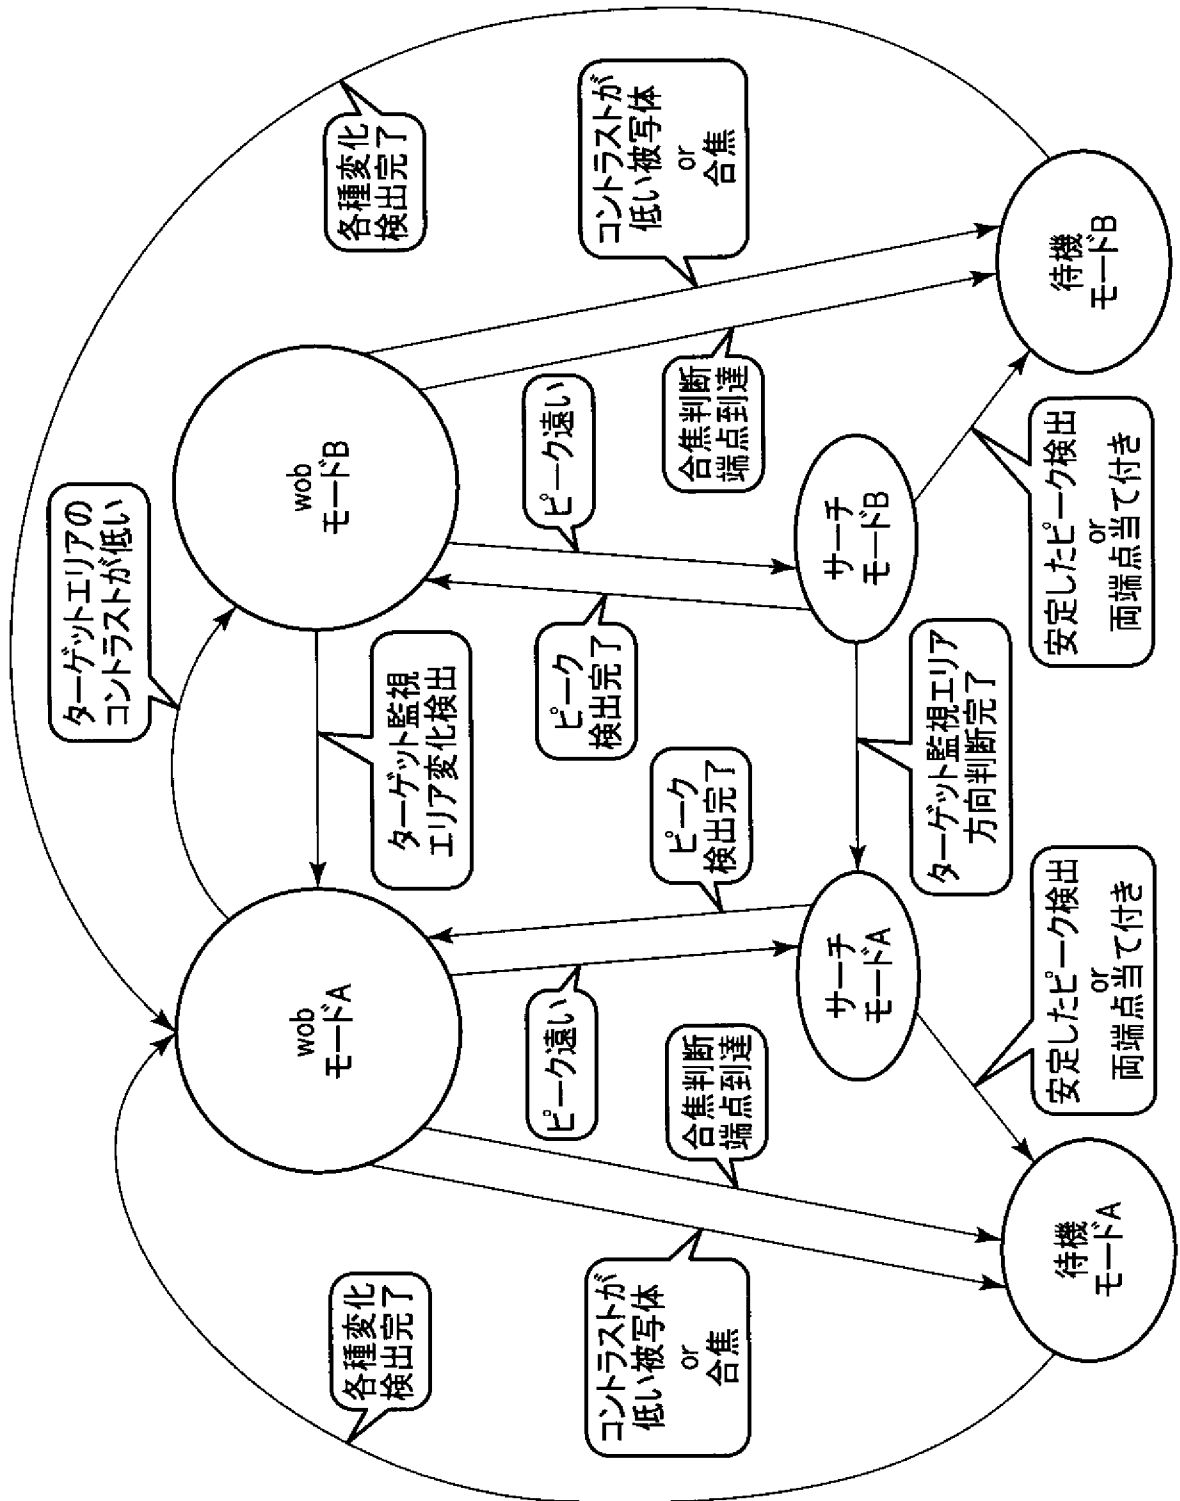 各種変化
検出完了
ターゲットエリアの
コントラストが低い
各種変化
検出完了
wob
モードA
ターゲット監視
エリア変化検出
wob
モードB
コントラストが
低い被写体
or
合焦
合焦判断
端点到達
ピーク遠い
ピーク
検出完了
ピーク
検出完了
ピーク遠い
合焦判断
端点到達
コントラストが
低い被写体
or
合焦
サーチ
モードA
ターゲット監視エリア
方向判断完了
サーチ
モードB
待機
モードA
安定したピーク検出
or
両端点当て付き
安定したピーク検出
or
両端点当て付き
待機
モードB